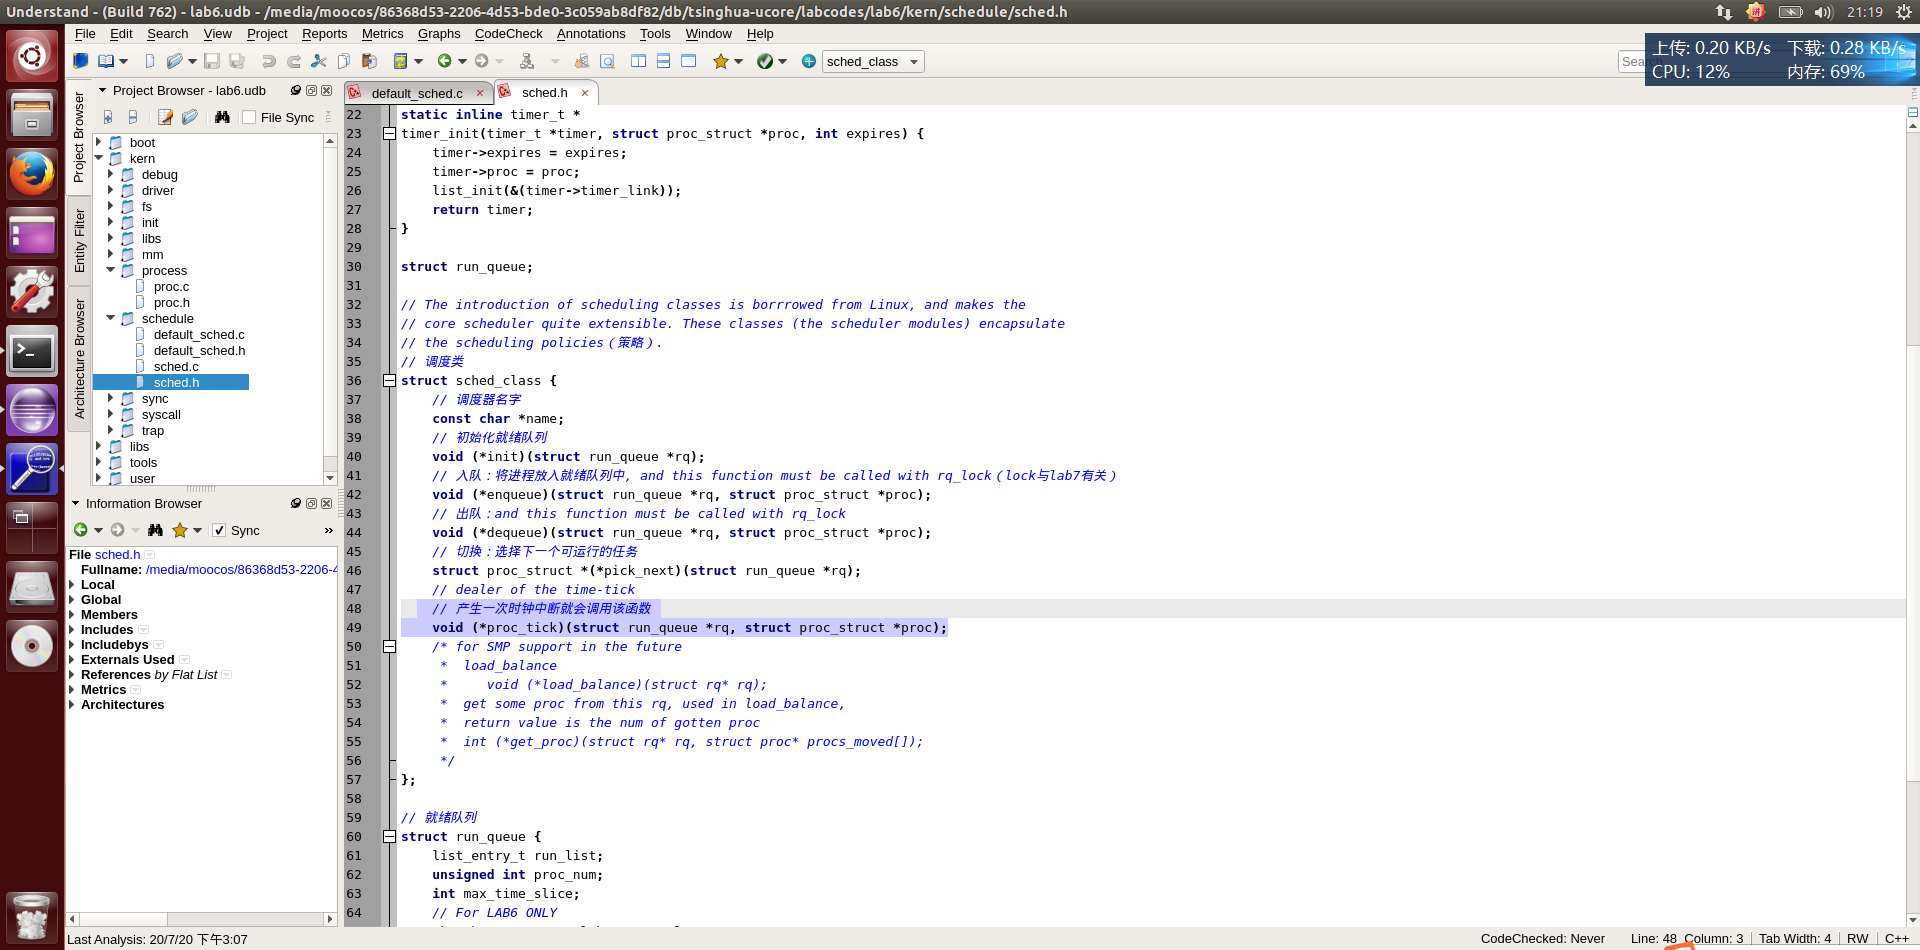 Understand - (Build 762) - lab6.udb - /media/moocos/86368d53-2206-4d53-bde0-3c059ab8df82/db/tsinghua-ucore/labcodes/lab6/kern/schedule/sched.h
21:19
File Edit Search View Project Reports Metrics Graphs CodeCheck Annotations Tools Window Help
sched_class
上传: 0.20 KB/s 下载: 0.28 KB/s
CPU: 12% 内存: 69%
Project Browser
Entity Filter
Architecture Browser
Project Browser - lab6.udb
File Sync
boot
kern
debug
driver
fs
init
libs
mm
process
proc.c
proc.h
schedule
default_sched.c
default_sched.h
sched.c
sched.h
sync
syscall
trap
libs
tools
user
Information Browser
Sync
»
File sched.h
Fullname: /media/moocos/86368d53-2206-4
Local
Global
Members
Includes
Includebys
Externals Used
References by Flat List
Metrics
Architectures
default_sched.c
sched.h
22 static inline timer_t *
23 timer_init(timer_t *timer, struct proc_struct *proc, int expires) {
24 timer->expires = expires;
25 timer->proc = proc;
26 list_init(&(timer->timer_link));
27 return timer;
28 }
29
30 struct run_queue;
31
32 // The introduction of scheduling classes is borrrowed from Linux, and makes the
33 // core scheduler quite extensible. These classes (the scheduler modules) encapsulate
34 // the scheduling policies（策略）.
35 // 调度类
36 struct sched_class {
37 // 调度器名字
38 const char *name;
39 // 初始化就绪队列
40 void (*init)(struct run_queue *rq);
41 // 入队：将进程放入就绪队列中, and this function must be called with rq_lock（lock与lab7有关）
42 void (*enqueue)(struct run_queue *rq, struct proc_struct *proc);
43 // 出队：and this function must be called with rq_lock
44 void (*dequeue)(struct run_queue *rq, struct proc_struct *proc);
45 // 切换：选择下一个可运行的任务
46 struct proc_struct *(*pick_next)(struct run_queue *rq);
47 // dealer of the time-tick
48 // 产生一次时钟中断就会调用该函数
49 void (*proc_tick)(struct run_queue *rq, struct proc_struct *proc);
50 /* for SMP support in the future
51 * load_balance
52 * void (*load_balance)(struct rq* rq);
53 * get some proc from this rq, used in load_balance,
54 * return value is the num of gotten proc
55 * int (*get_proc)(struct rq* rq, struct proc* procs_moved[]);
56 */
57 };
58
59 // 就绪队列
60 struct run_queue {
61 list_entry_t run_list;
62 unsigned int proc_num;
63 int max_time_slice;
64 // For LAB6 ONLY
Last Analysis: 20/7/20 下午3:07
CodeChecked: Never Line: 48 Column: 3 Tab Width: 4 RW C++